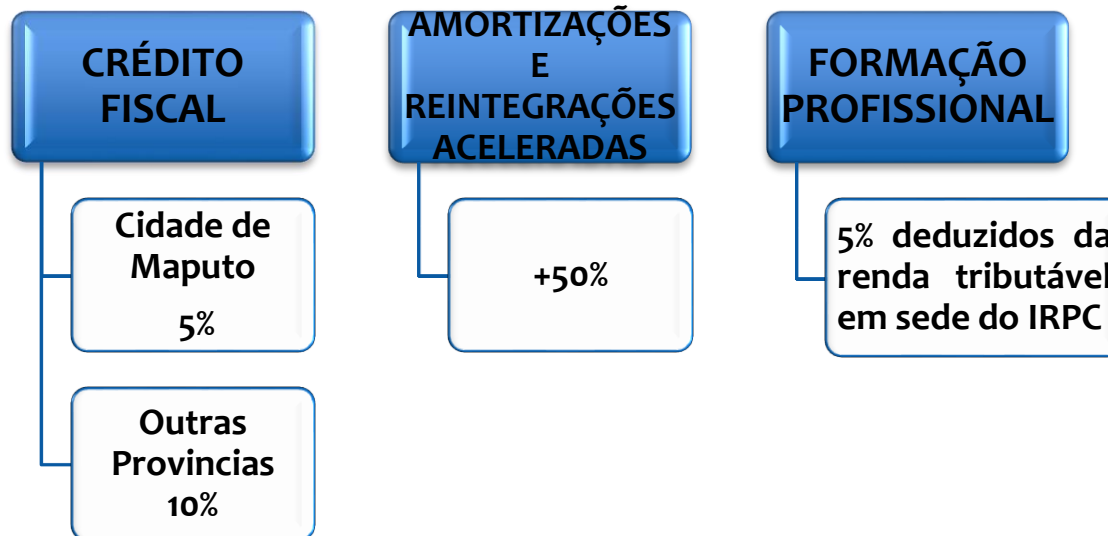 CRÉDITO
FISCAL
Cidade de
Maputo
5%
Outras
Provincias
10%
AMORTIZAÇÕES
E
REINTEGRAÇÕES
ACELERADAS
+50%
FORMAÇÃO
PROFISSIONAL
5% deduzidos da
renda tributável
em sede do IRPC